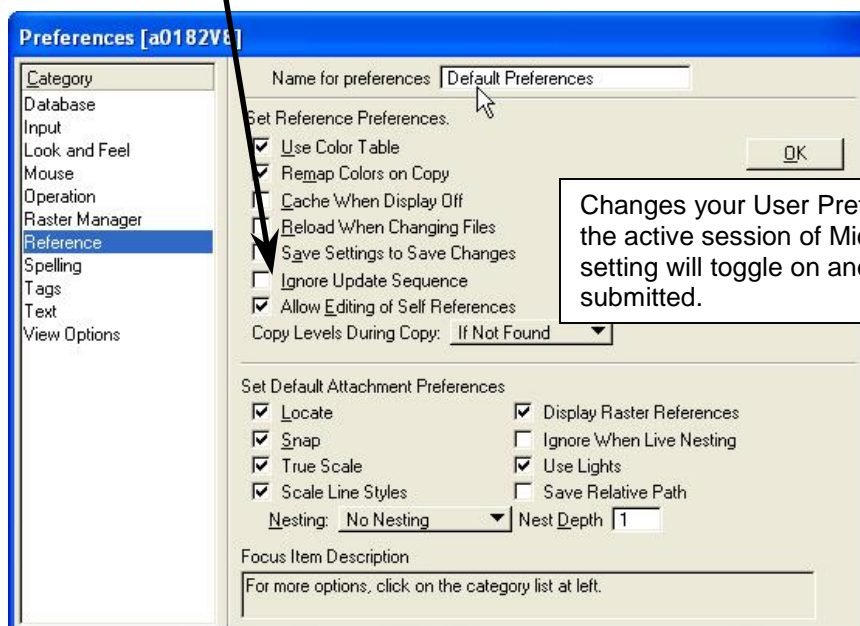 Preferences [a0182V8]
Category
Database
Input
Look and Feel
Mouse
Operation
Raster Manager
Reference
Spelling
Tags
Text
View Options
Name for preferences Default Preferences
Set Reference Preferences.
Use Color Table
Remap Colors on Copy
Cache When Display Off
Reload When Changing Files
Save Settings to Save Changes
Ignore Update Sequence
Allow Editing of Self References
Copy Levels During Copy: If Not Found
OK
Changes your User Pre
the active session of Mi
setting will toggle on an
submitted.
Set Default Attachment Preferences
Locate
Display Raster References
Snap
Ignore When Live Nesting
True Scale
Use Lights
Scale Line Styles
Save Relative Path
Nesting: No Nesting Nest Depth 1
Focus Item Description
For more options, click on the category list at left.